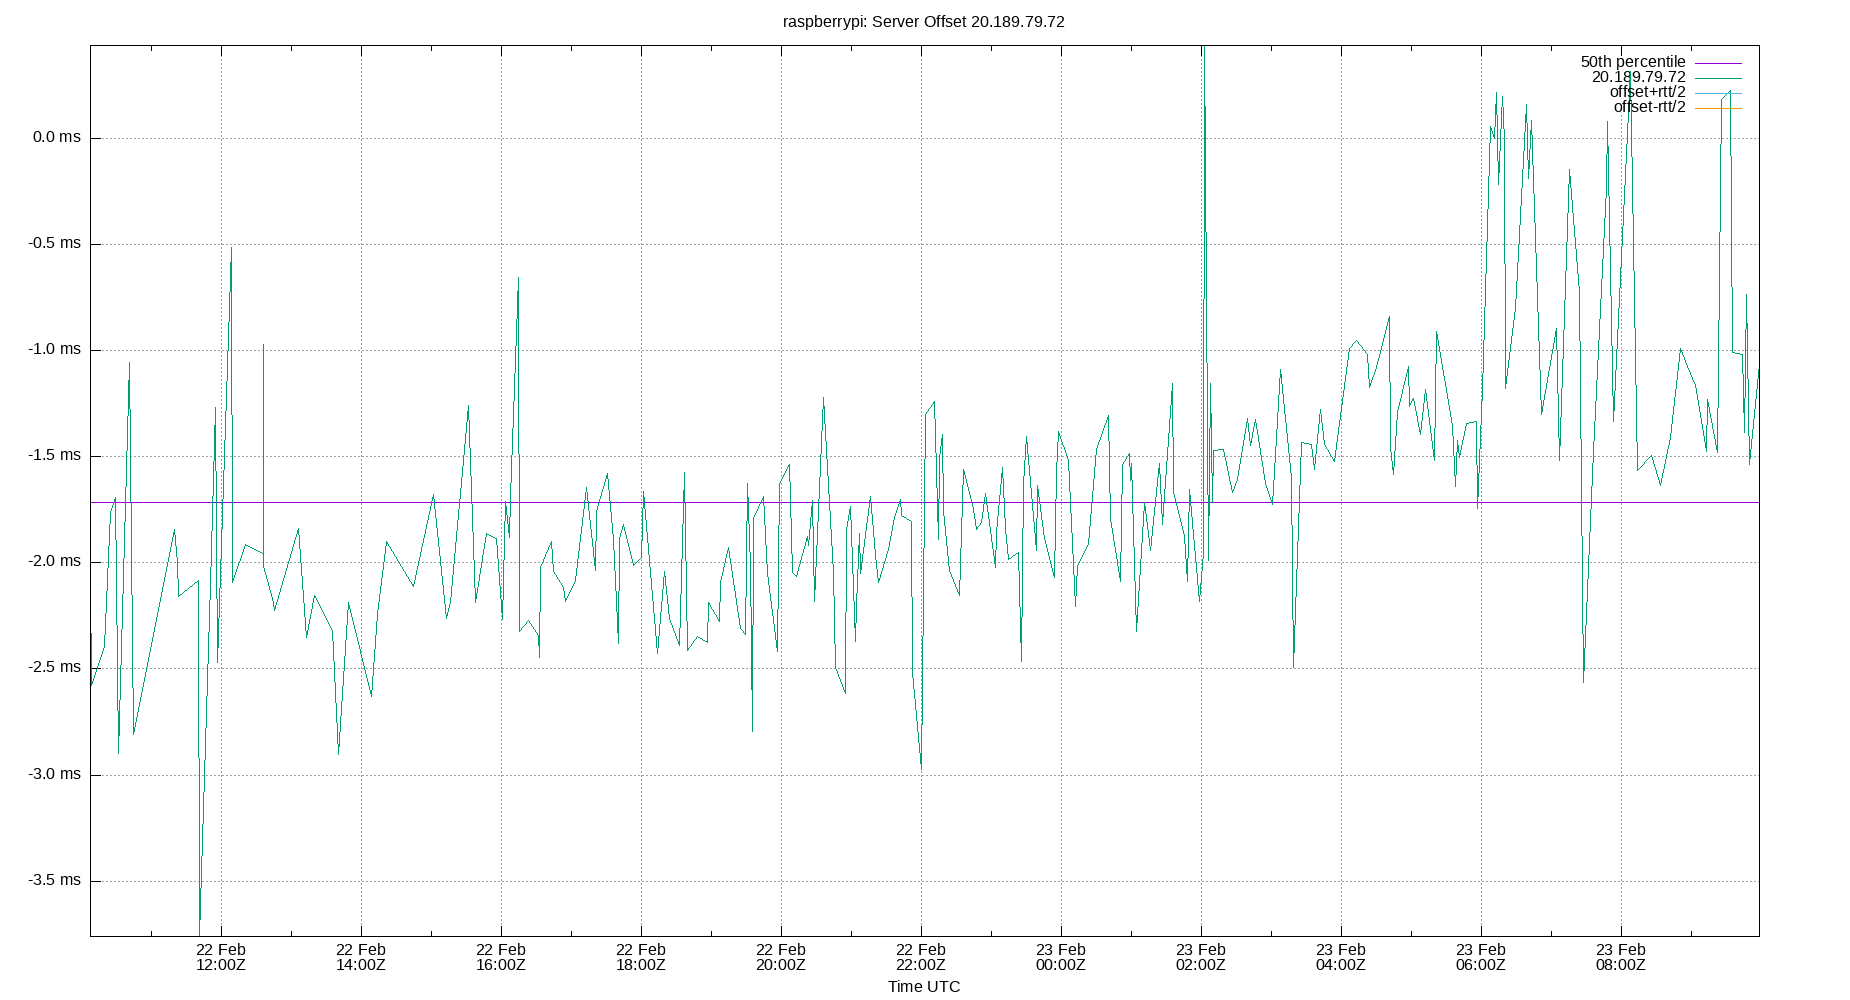 raspberrypi: Server Offset 20.189.79.72
50th percentile
20.189.79.72
offset+rtt/2
offset-rtt/2
0.0 ms
-0.5 ms
-1.0 ms
-1.5 ms
-2.0 ms
-2.5 ms
-3.0 ms
-3.5 ms
22 Feb 22 Feb 22 Feb 22 Feb 22 Feb 22 Feb 23 Feb 23 Feb 23 Feb 23 Feb 23 Feb
12:00Z 14:00Z 16:00Z 18:00Z 20:00Z 22:00Z 00:00Z 02:00Z 04:00Z 06:00Z 08:00Z
Time UTC